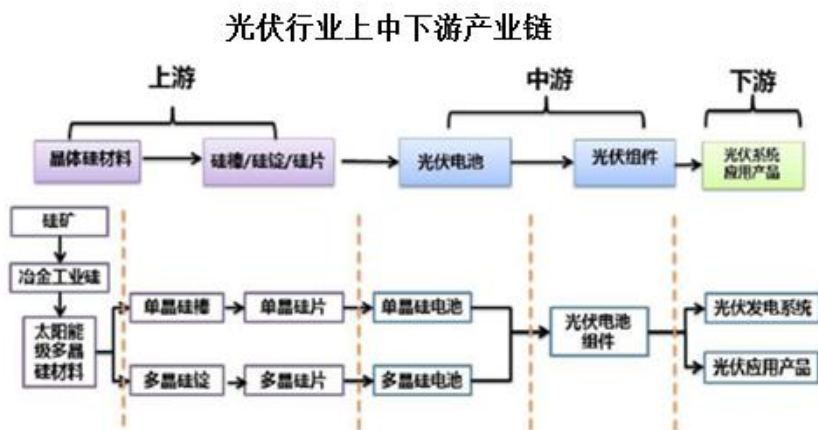 光伏行业上中下游产业链
上游
中游
下游
晶体硅材料
硅棒/硅锭/硅片
光伏电池
光伏组件
光伏系统
应用产品
硅矿
冶金工业硅
太阳能
级多晶
硅材料
单晶硅棒
单晶硅片
单晶硅电池
多晶硅锭
多晶硅片
多晶硅电池
光伏电池
组件
光伏发电系统
光伏应用产品